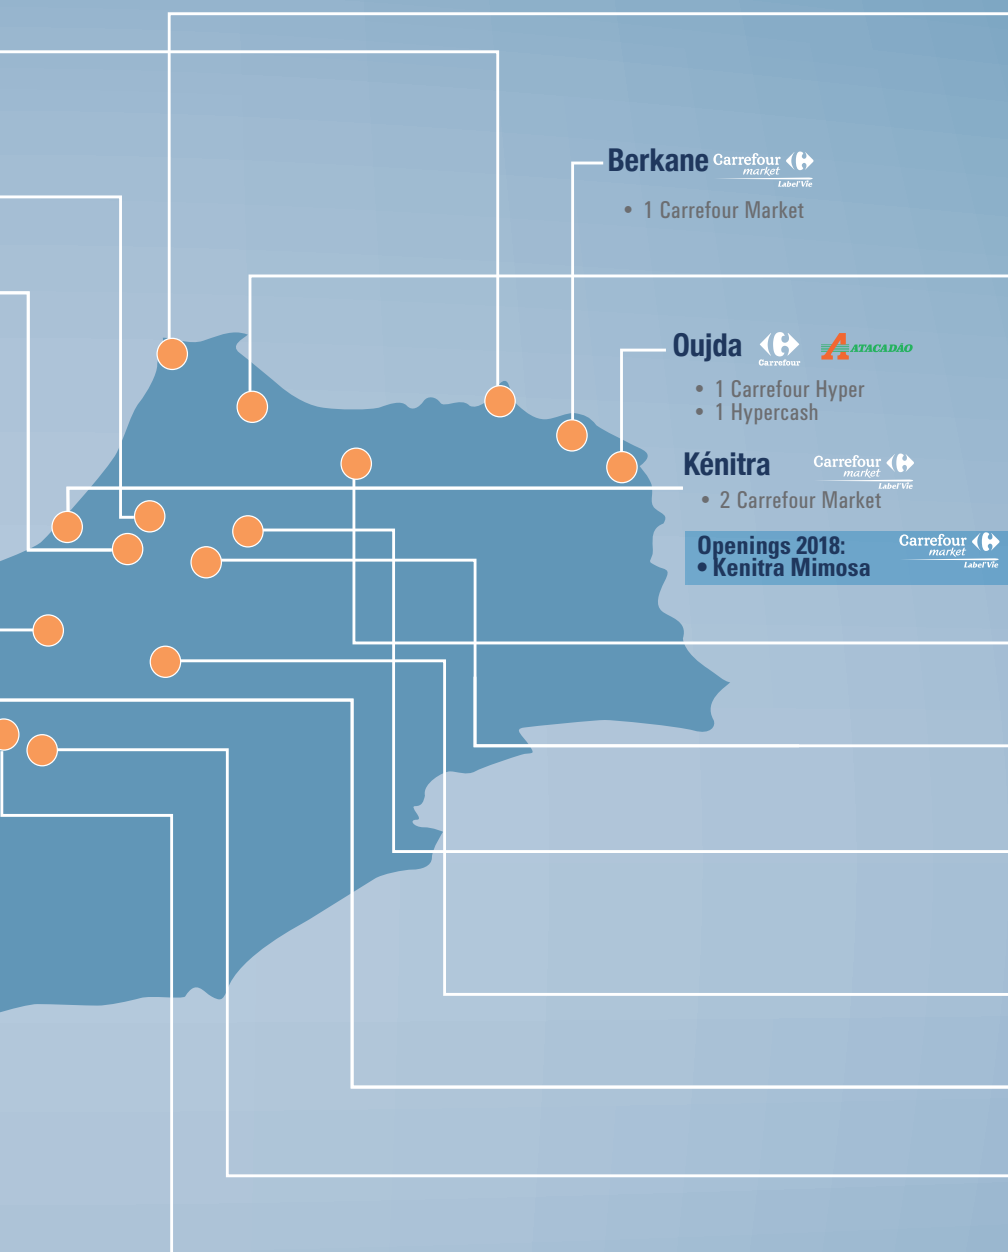 Berkane Carrefour
market
Label'Vie
• 1 Carrefour Market
Oujda Carrefour ATACADÃO
• 1 Carrefour Hyper
• 1 Hypercash
Kénitra Carrefour
market
Label'Vie
• 2 Carrefour Market
Openings 2018: Carrefour
market
• Kenitra Mimosa
Label'Vie